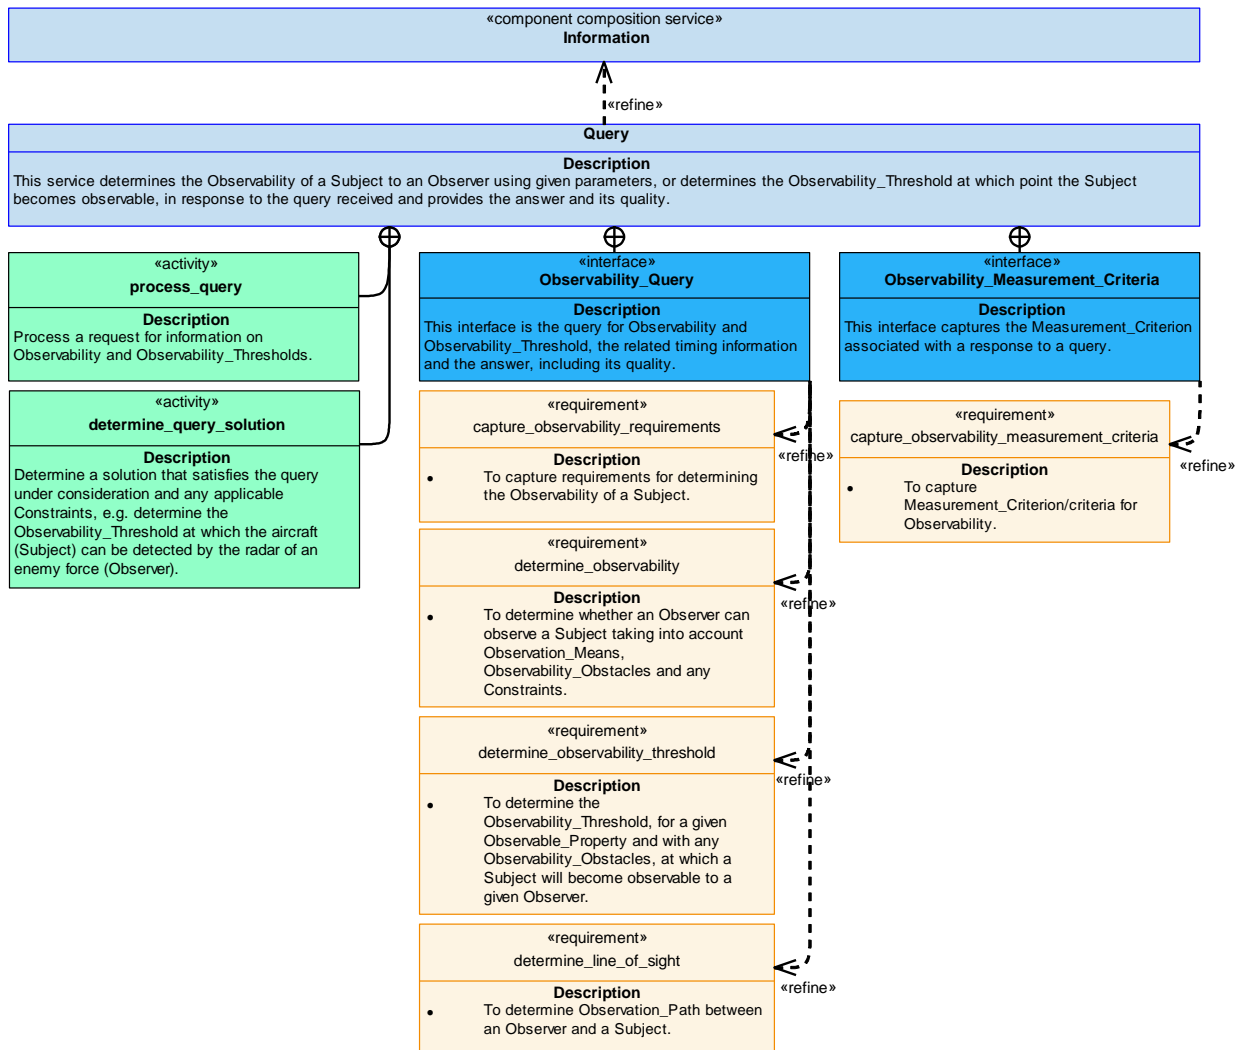 «component composition service»
Information
«refine»
Query
Description
This service determines the Observability of a Subject to an Observer using given parameters, or determines the Observability_Threshold at which point the Subject
becomes observable, in response to the query received and provides the answer and its quality.
«activity»
process_query
Description
Process a request for information on
Observability and Observability_Thresholds.
«activity»
determine_query_solution
Description
Determine a solution that satisfies the query
under consideration and any applicable
Constraints, e.g. determine the
Observability_Threshold at which the aircraft
(Subject) can be detected by the radar of an
enemy force (Observer).
«interface»
Observability_Query
Description
This interface is the query for Observability and
Observability_Threshold, the related timing information
and the answer, including its quality.
«requirement»
capture_observability_requirements
Description
• To capture requirements for determining
the Observability of a Subject.
«refine»
«requirement»
determine_observability
Description
• To determine whether an Observer can
observe a Subject taking into account
Observation_Means,
Observability_Obstacles and any
Constraints.
«refine»
«requirement»
determine_observability_threshold
Description
• To determine the
Observability_Threshold, for a given
Observable_Property and with any
Observability_Obstacles, at which a
Subject will become observable to a
given Observer.
«refine»
«requirement»
determine_line_of_sight
Description
• To determine Observation_Path between
an Observer and a Subject.
«refine»
«interface»
Observability_Measurement_Criteria
Description
This interface captures the Measurement_Criterion
associated with a response to a query.
«requirement»
capture_observability_measurement_criteria
Description
• To capture
Measurement_Criterion/criteria for
Observability.
«refine»